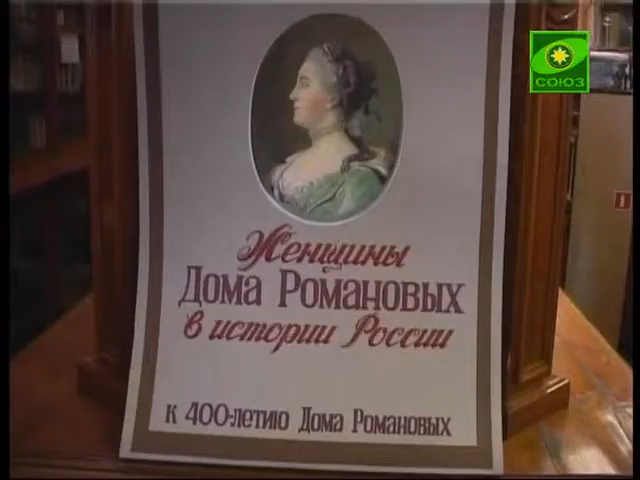 СОЮЗ
Женщины
Дома Романовых
в истории России
к 400-летию Дома Романовых